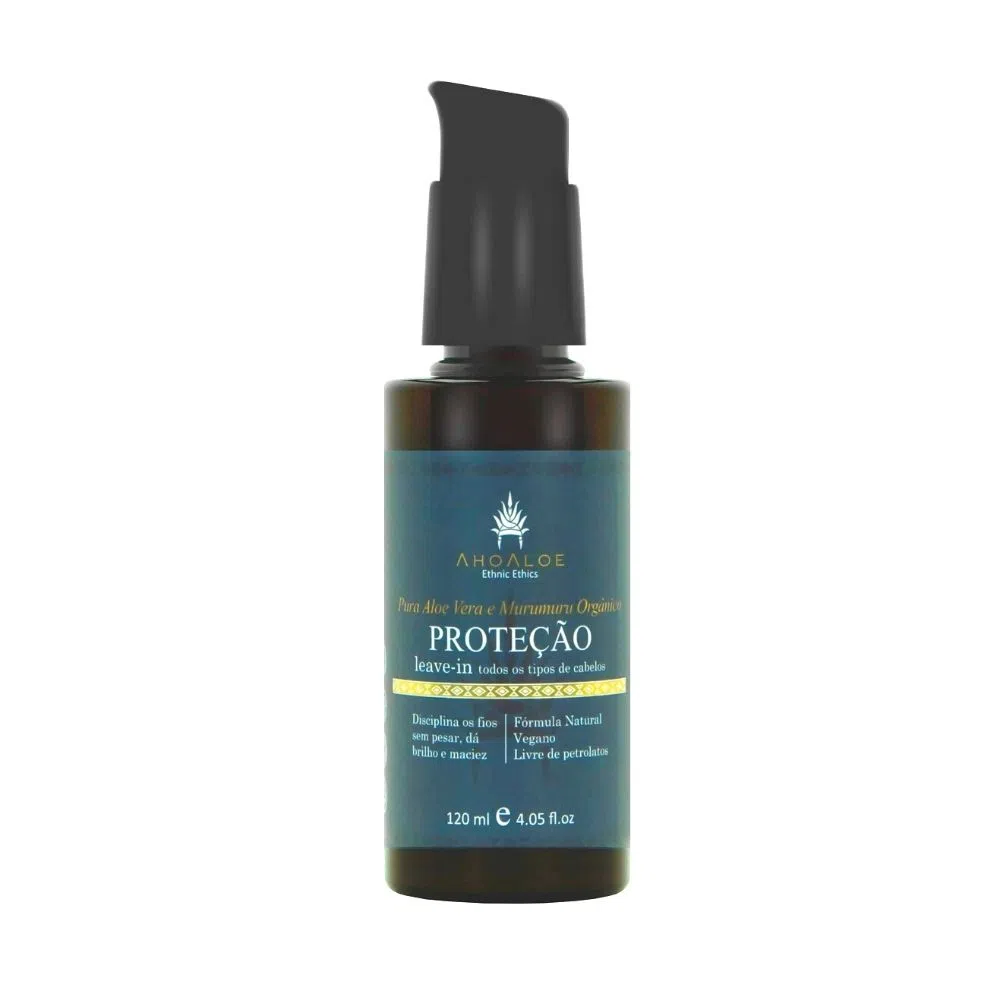 AHOALOE
Ethnic Ethics
Pura Aloe Vera e Murumuru Orgânico
PROTEÇÃO
leave-in todos os tipos de cabelos
Disciplina os fios
sem pesar, dá
brilho e maciez
Fórmula Natural
Vegano
Livre de petrolatos
120 ml e 4.05 fl.oz